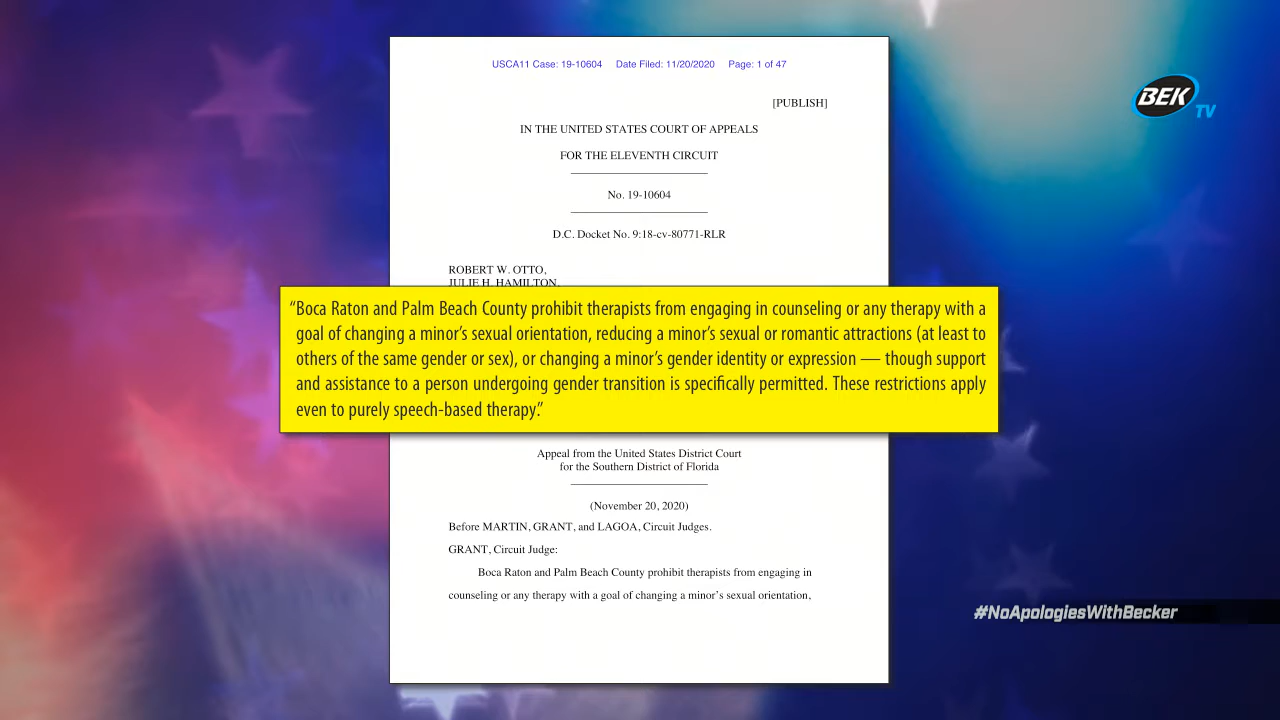 USCA11 Case: 19-10604 Date Filed: 11/20/2020 Page: 1 of 47
[PUBLISH]
BEK
TV
IN THE UNITED STATES COURT OF APPEALS
FOR THE ELEVENTH CIRCUIT
No. 19-10604
D.C. Docket No. 9:18-cv-80771-RLR
ROBERT W. OTTO,
JULIE H. HAMILTON,
“Boca Raton and Palm Beach County prohibit therapists from engaging in counseling or any therapy with a
goal of changing a minor’s sexual orientation, reducing a minor’s sexual or romantic attractions (at least to
others of the same gender or sex), or changing a minor’s gender identity or expression — though support
and assistance to a person undergoing gender transition is specifically permitted. These restrictions apply
even to purely speech-based therapy.”
Appeal from the United States District Court
for the Southern District of Florida
(November 20, 2020)
Before MARTIN, GRANT, and LAGOA, Circuit Judges.
GRANT, Circuit Judge:
Boca Raton and Palm Beach County prohibit therapists from engaging in
counseling or any therapy with a goal of changing a minor’s sexual orientation,
#NoApologiesWithBecker